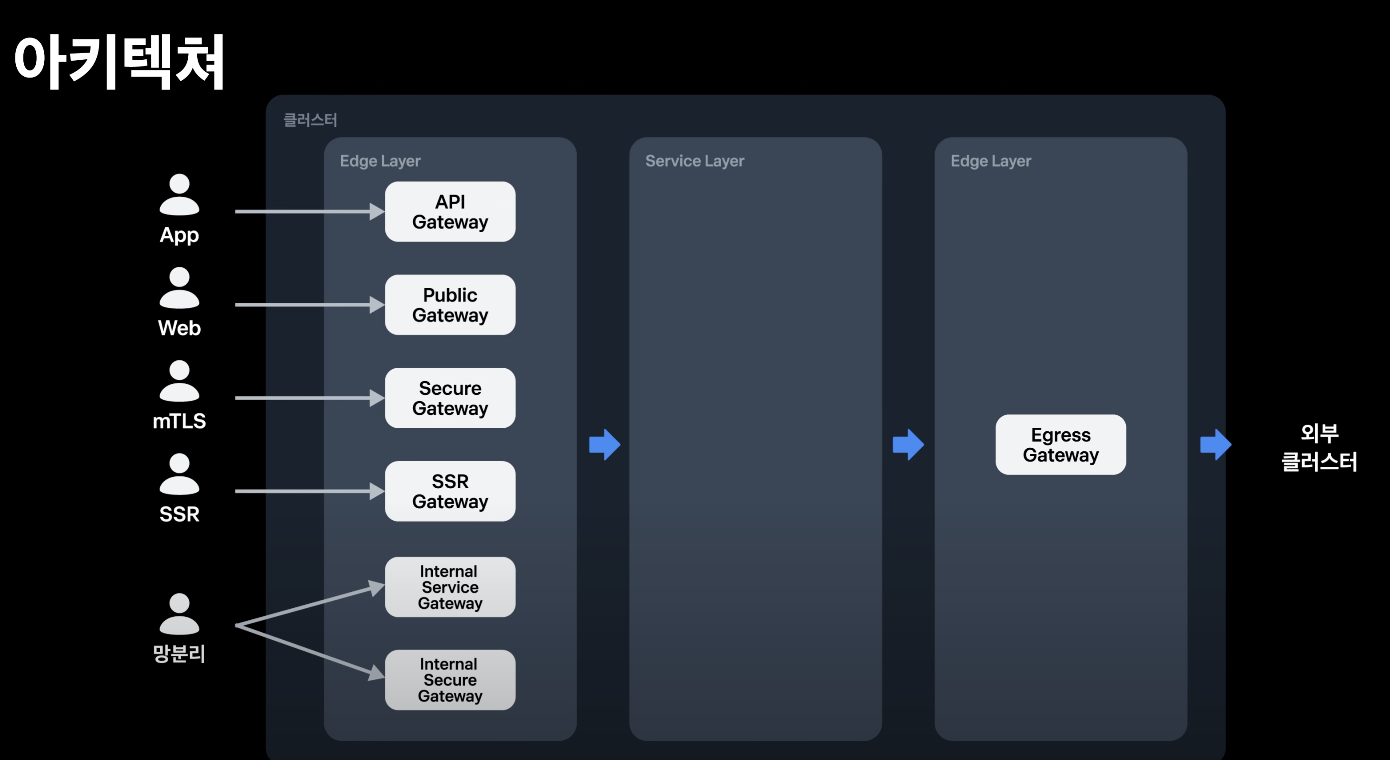 아키텍쳐
클러스터
Edge Layer
Service Layer
Edge Layer
App
API
Gateway
Web
Public
Gateway
mTLS
Secure
Gateway
SSR
SSR
Gateway
망분리
Internal
Service
Gateway
Internal
Secure
Gateway
Egress
Gateway
외부
클러스터